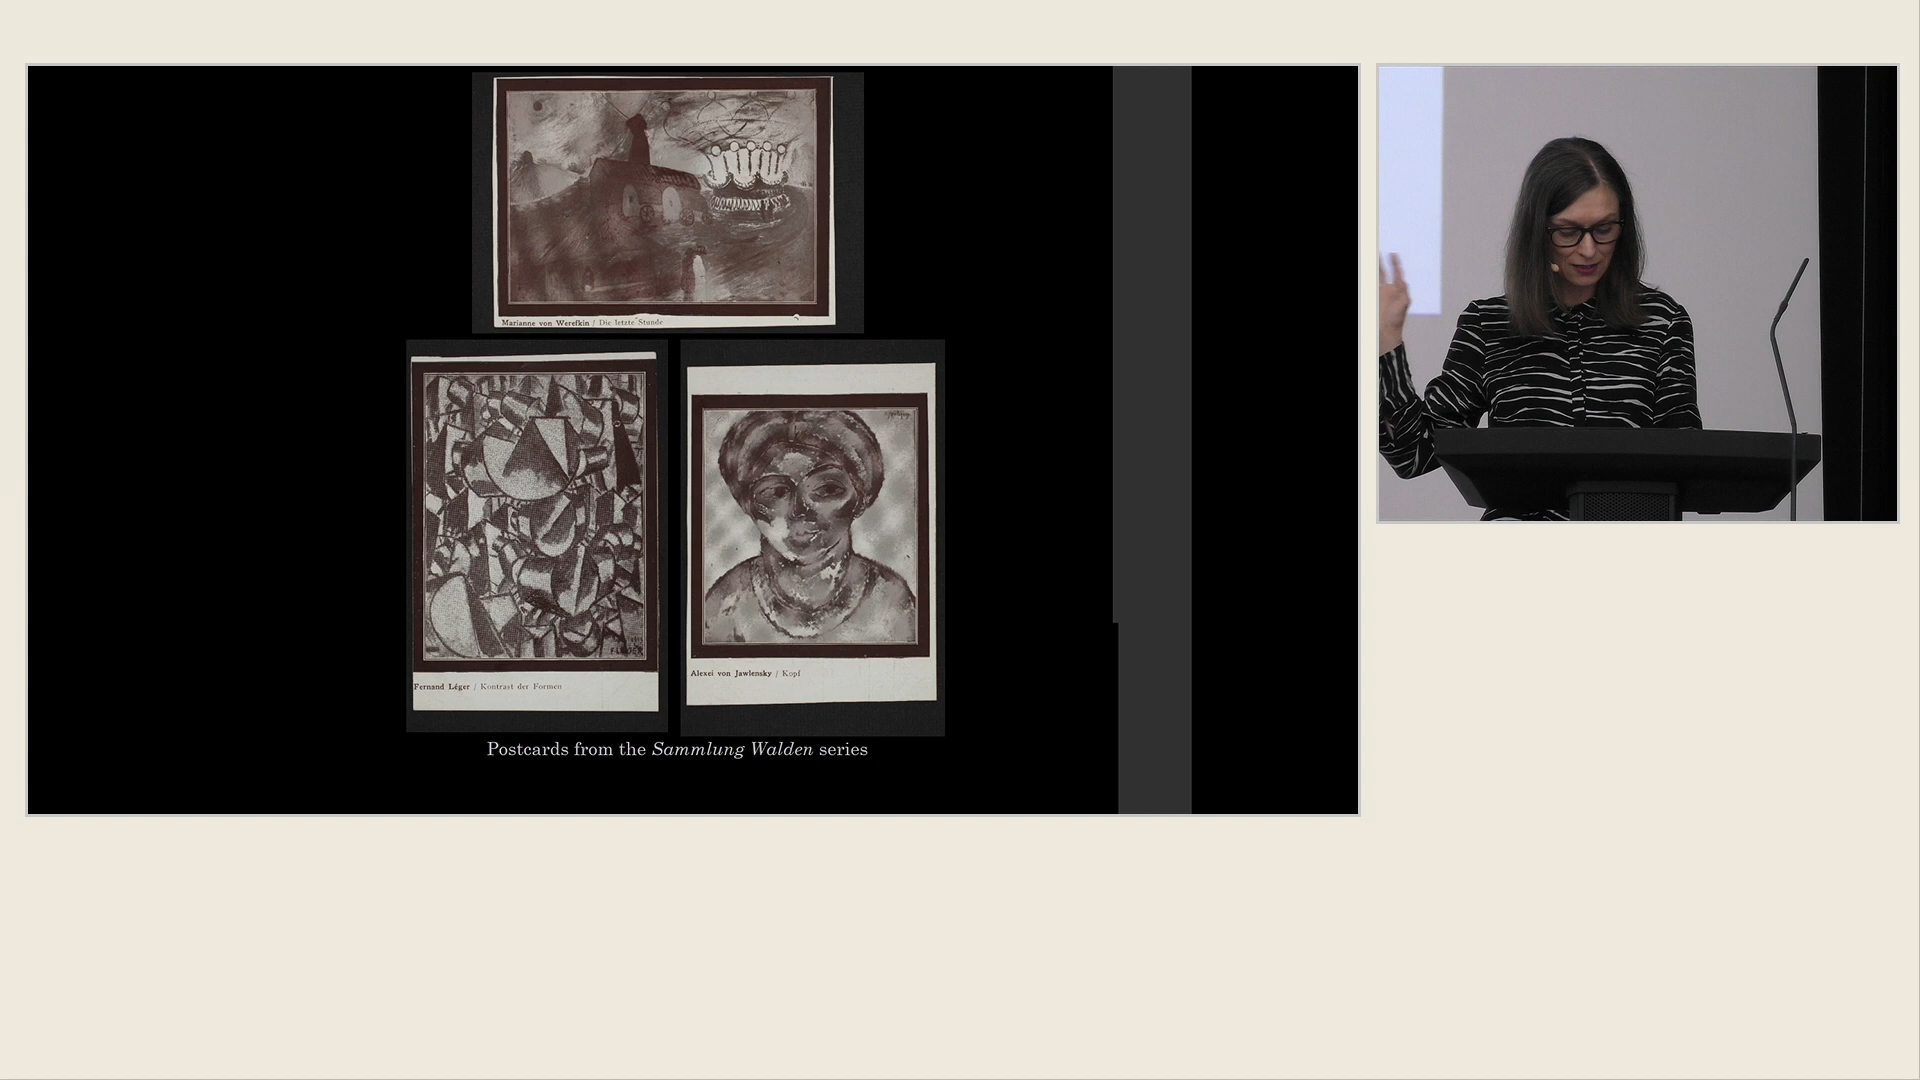 Marianne von Werefkin / Die letzte Stunde
Fernand Léger / Kontrast der Formen
Alexei von Jawlensky / Kopf
Postcards from the Sammlung Walden series